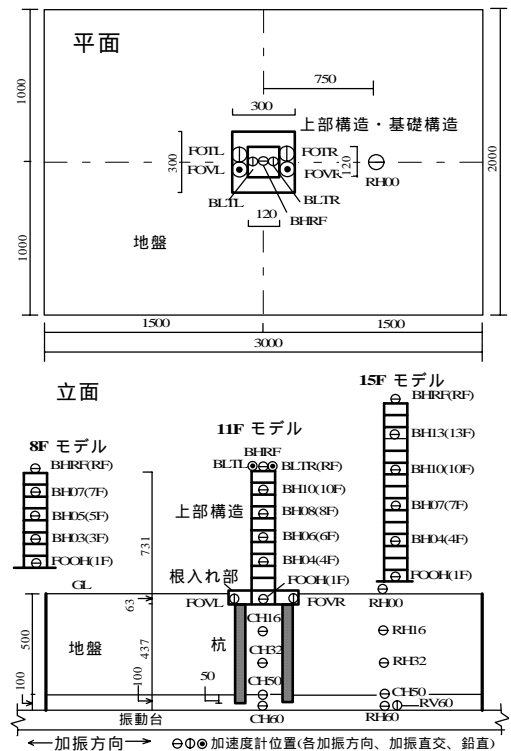 平面
1000
750
300
上部構造・基礎構造
FOTL
FOTR
300
120
FOVL
FOVR
RH00
BLTL
BLTR
BHRF
120
2000
地盤
1000
1500
1500
3000
立面
15F モデル
BHRF(RF)
11F モデル
8F モデル
BHRF
BH13(13F)
BHRF(RF)
BLTL
BLTR(RF)
BH10(10F)
BH07(7F)
BH10(10F)
上部構造
BH05(5F)
BH08(8F)
BH07(7F)
731
BH03(3F)
BH06(6F)
BH04(4F)
BH04(4F)
FOOH(1F)
根入れ部
FOOH(1F)
FOOH(1F)
GL
RH00
63
FOVL
FOVR
CH16
RH16
500
地盤
437
杭
CH32
RH32
100
100
50
CH50
CH50
RV60
振動台
CH60
RH60
加振方向
加速度計位置(各加振方向、加振直交、鉛直)